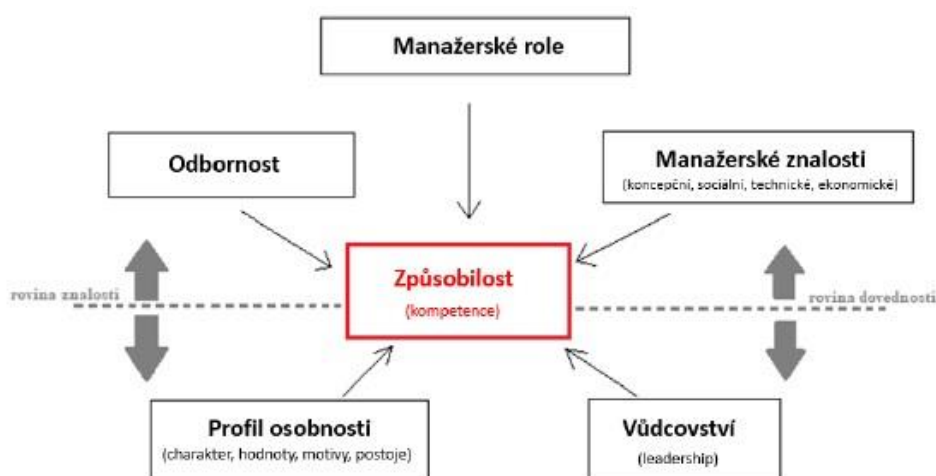 Manažerské role
Odbornost
Manažerské znalosti
(koncepční, sociální, technické, ekonomické)
Způsobilost
(kompetence)
rovina znalosti
rovina dovednosti
Profil osobnosti
(charakter, hodnoty, motivy, postoje)
Vůdcovství
(leadership)